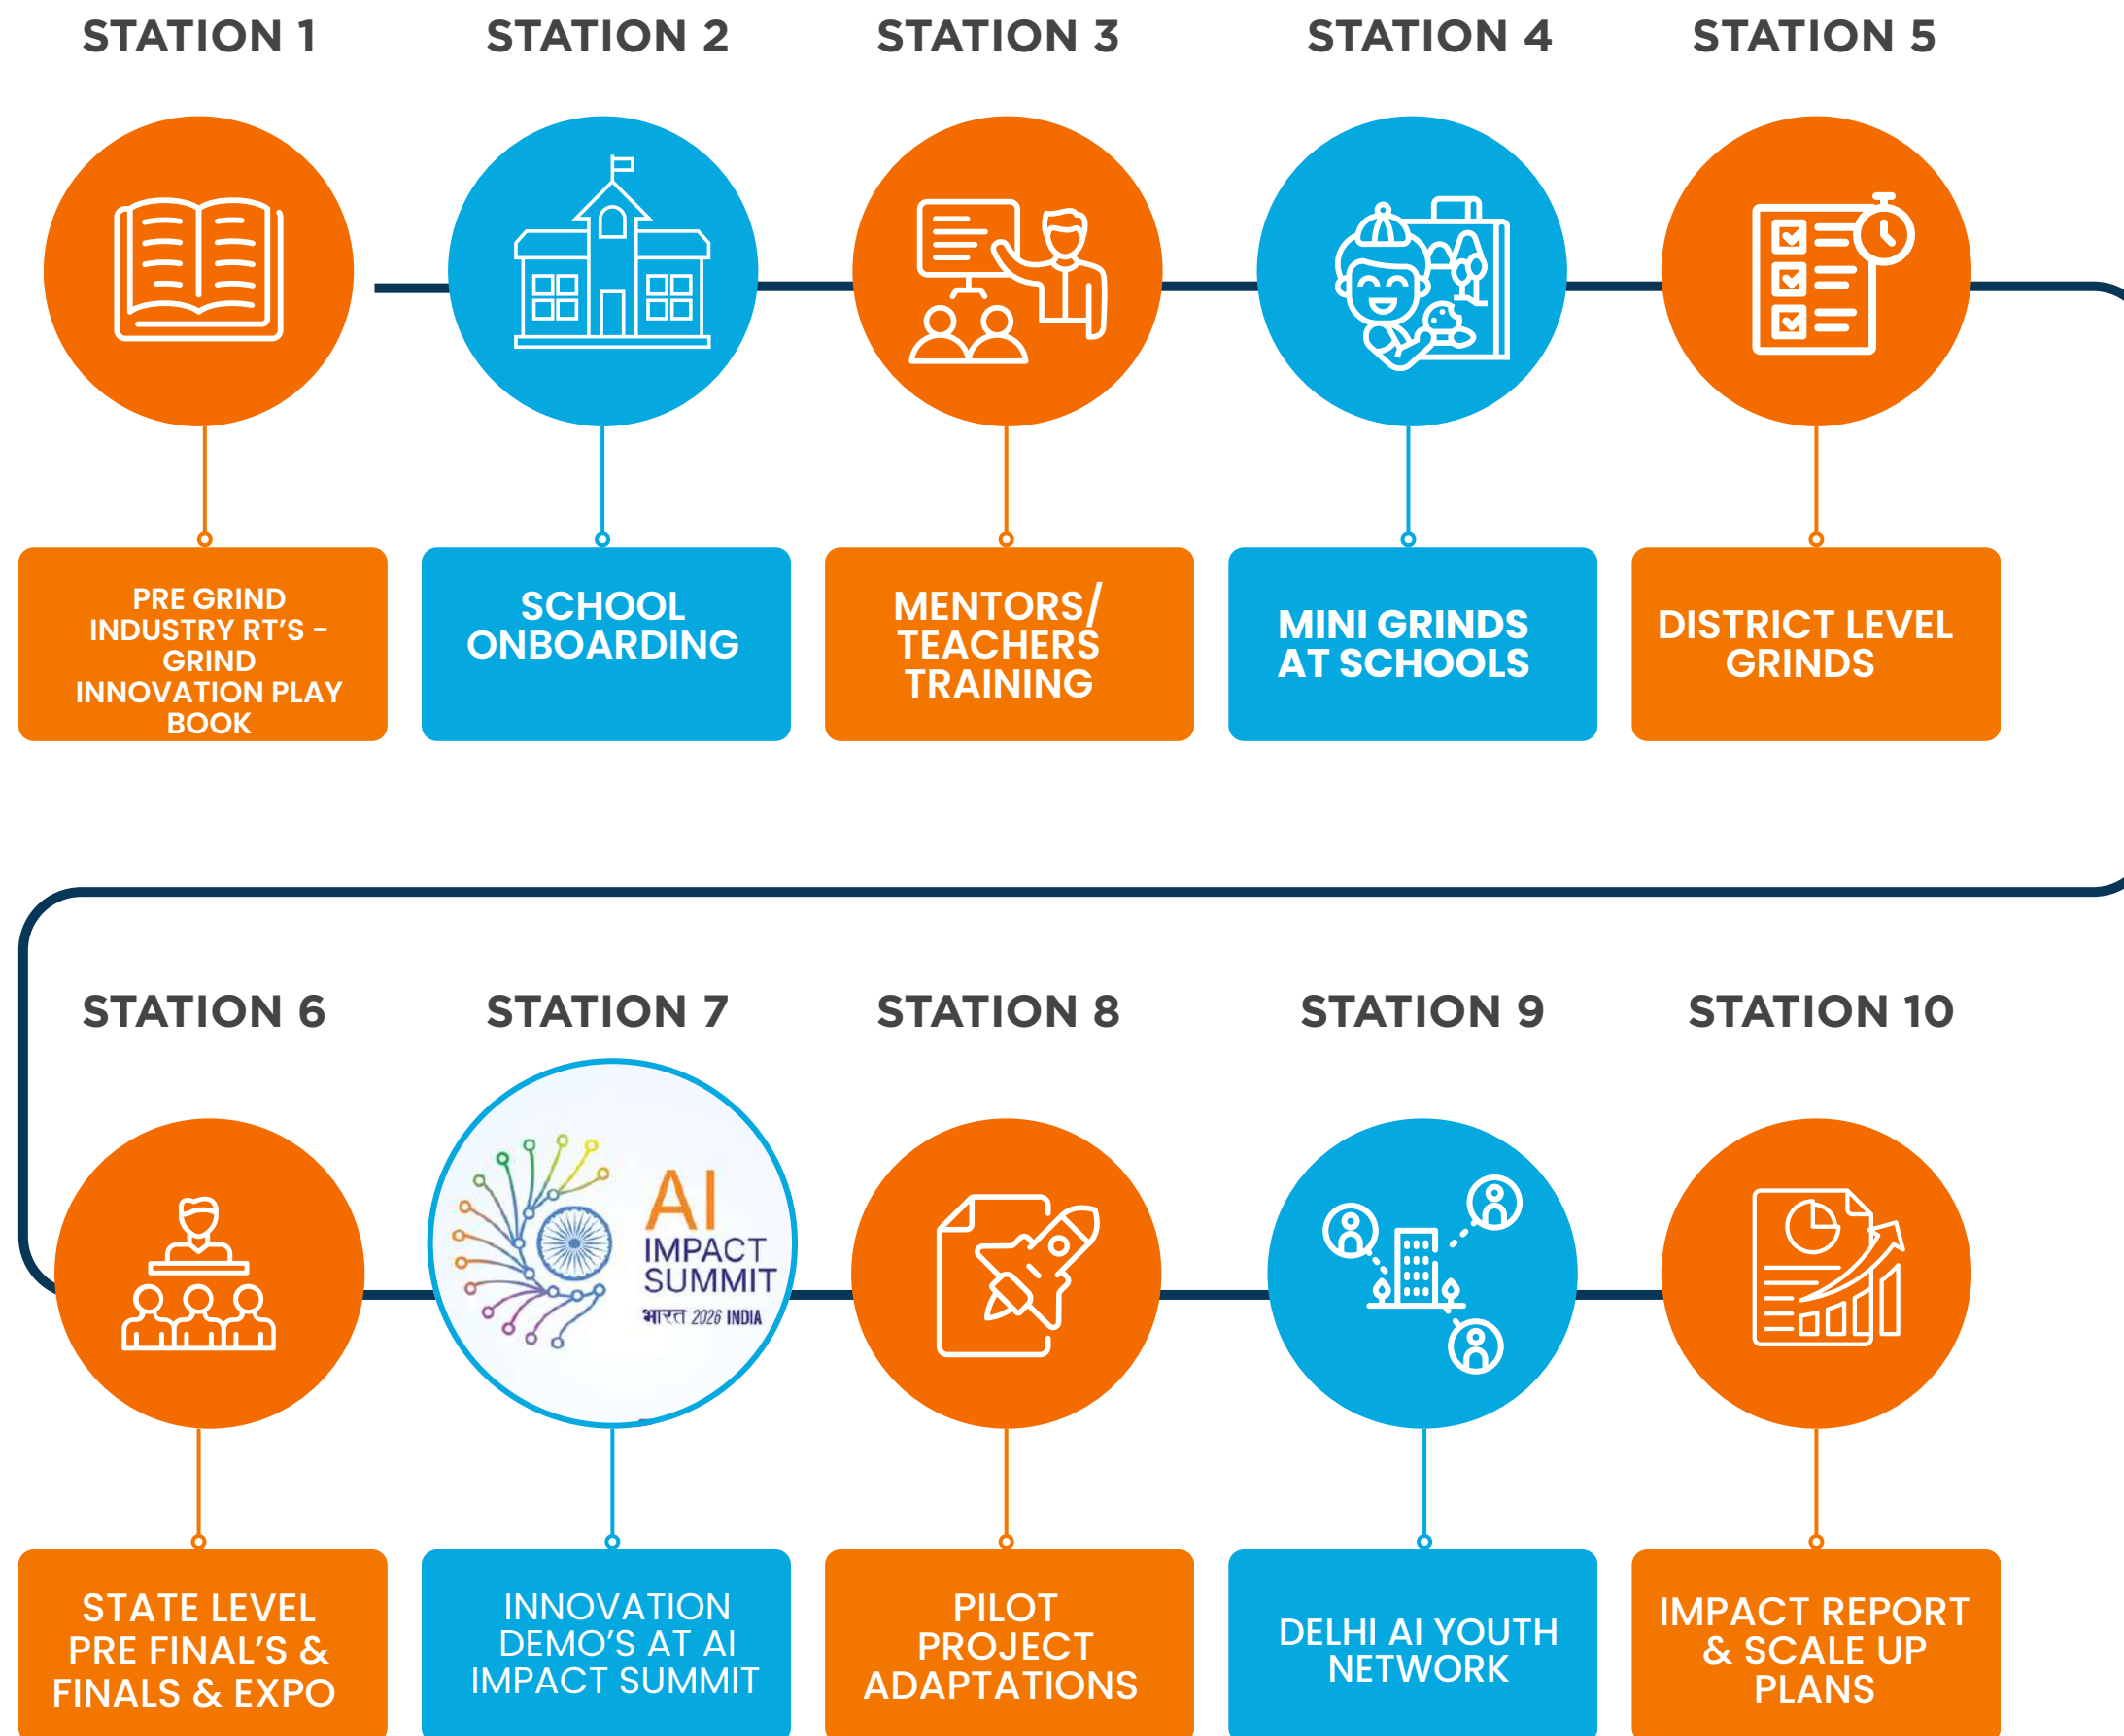 STATION 1
STATION 2
STATION 3
STATION 4
STATION 5
PRE GRIND
INDUSTRY RT'S –
GRIND
INNOVATION PLAY
BOOK
SCHOOL
ONBOARDING
MENTORS/
TEACHERS
TRAINING
MINI GRINDS
AT SCHOOLS
DISTRICT LEVEL
GRINDS
STATION 6
STATION 7
STATION 8
STATION 9
STATION 10
AI
IMPACT
SUMMIT
भारत 2026 INDIA
STATE LEVEL
PRE FINAL'S &
FINALS & EXPO
INNOVATION
DEMO'S AT AI
IMPACT SUMMIT
PILOT
PROJECT
ADAPTATIONS
DELHI AI YOUTH
NETWORK
IMPACT REPORT
& SCALE UP
PLANS